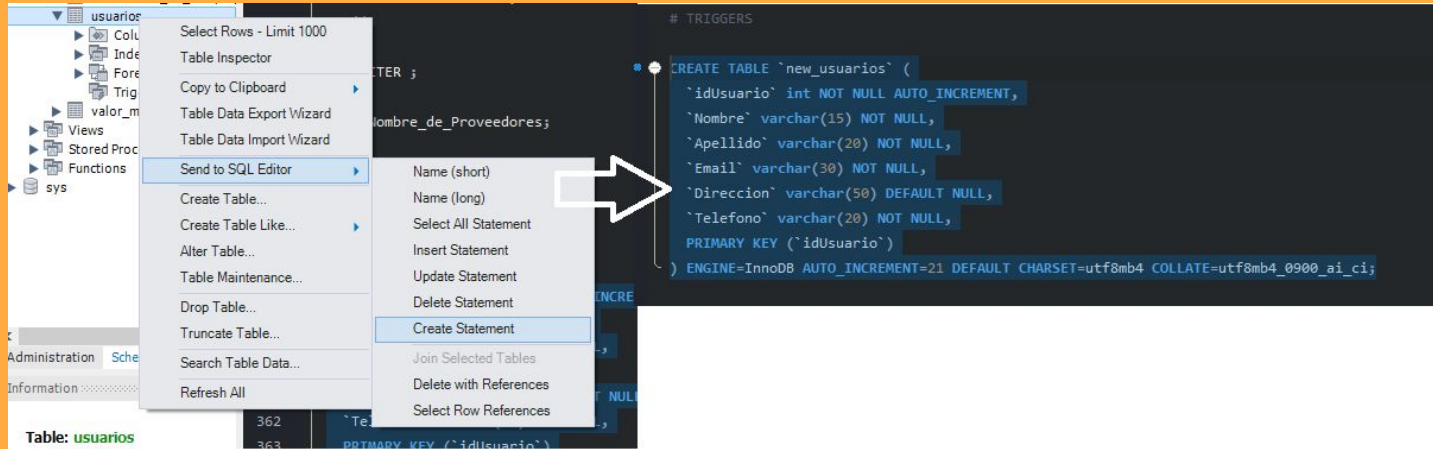 usuarios
Colu
Inde
Fore
Trig
valor_m
Views
Stored Proc
Functions
sys
Administration Sche
Information
Table: usuarios
Select Rows - Limit 1000
Table Inspector
Copy to Clipboard
Table Data Export Wizard
Table Data Import Wizard
Send to SQL Editor
Create Table...
Create Table Like...
Alter Table...
Table Maintenance...
Drop Table...
Truncate Table...
Search Table Data...
Refresh All
Name (short)
Name (long)
Select All Statement
Insert Statement
Update Statement
Delete Statement
Create Statement
Join Selected Tables
Delete with References
Select Row References
TER ;
Nombre_de_Proveedores;
INCRE
L,
T NULL
362 `Te L,
363 PRIMARY KEY (`idUsuario`)
# TRIGGERS
CREATE TABLE `new_usuarios` (
`idUsuario` int NOT NULL AUTO_INCREMENT,
`Nombre` varchar(15) NOT NULL,
`Apellido` varchar(20) NOT NULL,
`Email` varchar(30) NOT NULL,
`Direccion` varchar(50) DEFAULT NULL,
`Telefono` varchar(20) NOT NULL,
PRIMARY KEY (`idUsuario`)
) ENGINE=InnoDB AUTO_INCREMENT=21 DEFAULT CHARSET=utf8mb4 COLLATE=utf8mb4_0900_ai_ci;